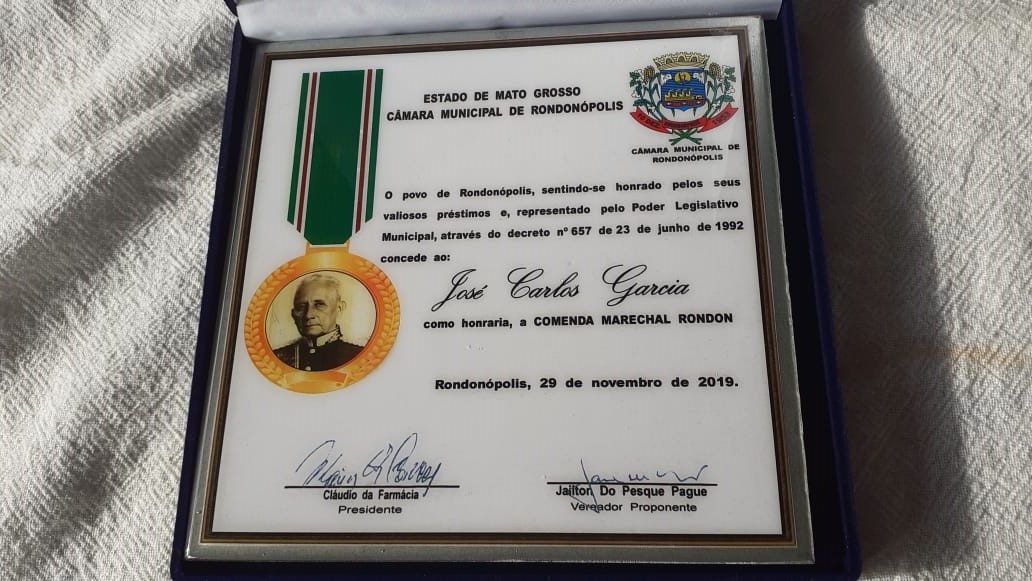 ESTADO DE MATO GROSSO
CÂMARA MUNICIPAL DE RONDONÓPOLIS
CÂMARA MUNICIPAL DE
RONDONÓPOLIS
O povo de Rondonópolis, sentindo-se honrado pelos seus
valiosos préstimos e, representado pelo Poder Legislativo
Municipal, através do decreto nº 657 de 23 de junho de 1992
concede ao:
José Carlos Garcia
como honraria, a COMENDA MARECHAL RONDON
Rondonópolis, 29 de novembro de 2019.
Cláudio da Farmácia
Presidente
Jailton Do Pesque Pague
Vereador Proponente